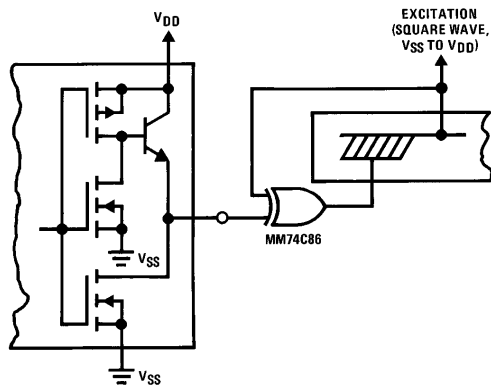 VDD
EXCITATION
(SQUARE WAVE,
VSS TO VDD)
MM74C86
VSS
VSS